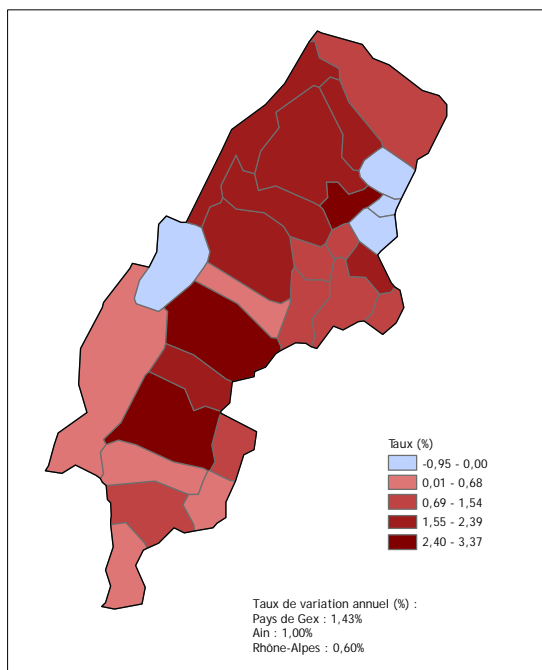 Taux (%)
-0,95 - 0,00
0,01 - 0,68
0,69 - 1,54
1,55 - 2,39
2,40 - 3,37
Taux de variation annuel (%) :
Pays de Gex : 1,43%
Ain : 1,00%
Rhône-Alpes : 0,60%